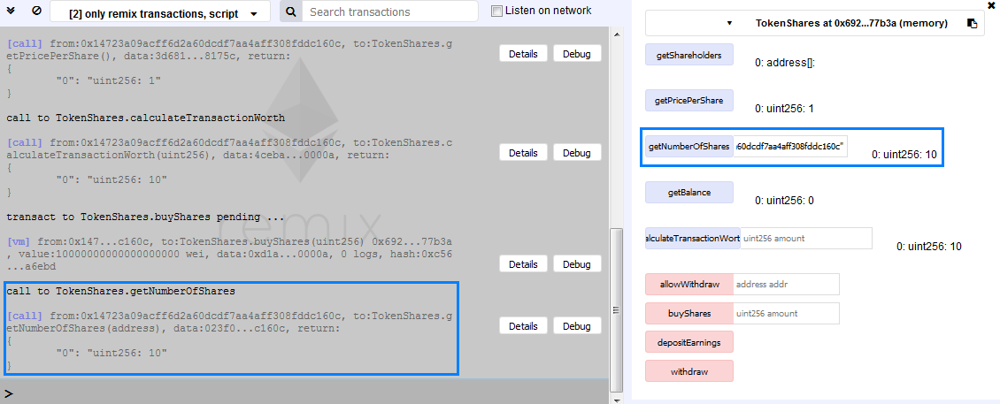 [2] only remix transactions, script
Search transactions
Listen on network
[call] from:0x14723a09acff6d2a60dcdf7aa4aff308fddc160c, to:TokenShares.g
etPricePerShare(), data:3d681...8175c, return:
{
"0": "uint256: 1"
}
Details
Debug
call to TokenShares.calculateTransactionWorth
[call] from:0x14723a09acff6d2a60dcdf7aa4aff308fddc160c, to:TokenShares.c
alculateTransactionWorth(uint256), data:4ceba...0000a, return:
{
"0": "uint256: 10"
}
Details
Debug
transact to TokenShares.buyShares pending ...
remix
[vm] from:0x147...c160c, to:TokenShares.buyShares(uint256) 0x692...77b3a
, value:10000000000000000000 wei, data:0xd1a...0000a, 0 logs, hash:0xc56
...a6ebd
Details
Debug
call to TokenShares.getNumberOfShares
[call] from:0x14723a09acff6d2a60dcdf7aa4aff308fddc160c, to:TokenShares.g
etNumberOfShares(address), data:023f0...c160c, return:
{
"0": "uint256: 10"
}
Details
Debug
>
TokenShares at 0x692...77b3a (memory)
getShareholders
0: address[]:
getPricePerShare
0: uint256: 1
getNumberOfShares
60dcdf7aa4aff308fddc160c"
0: uint256: 10
getBalance
0: uint256: 0
alculateTransactionWort
uint256 amount
0: uint256: 10
allowWithdraw
address addr
buyShares
uint256 amount
depositEarnings
withdraw